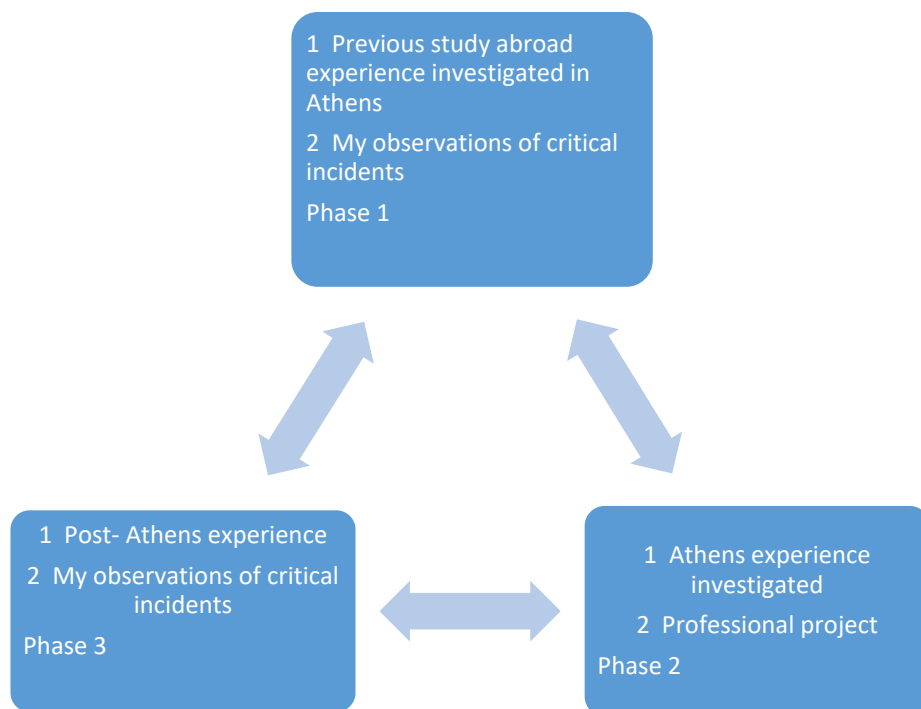 1 Previous study abroad
experience investigated in
Athens
2 My observations of critical
incidents
Phase 1
1 Post- Athens experience
2 My observations of critical
incidents
Phase 3
1 Athens experience
investigated
2 Professional project
Phase 2